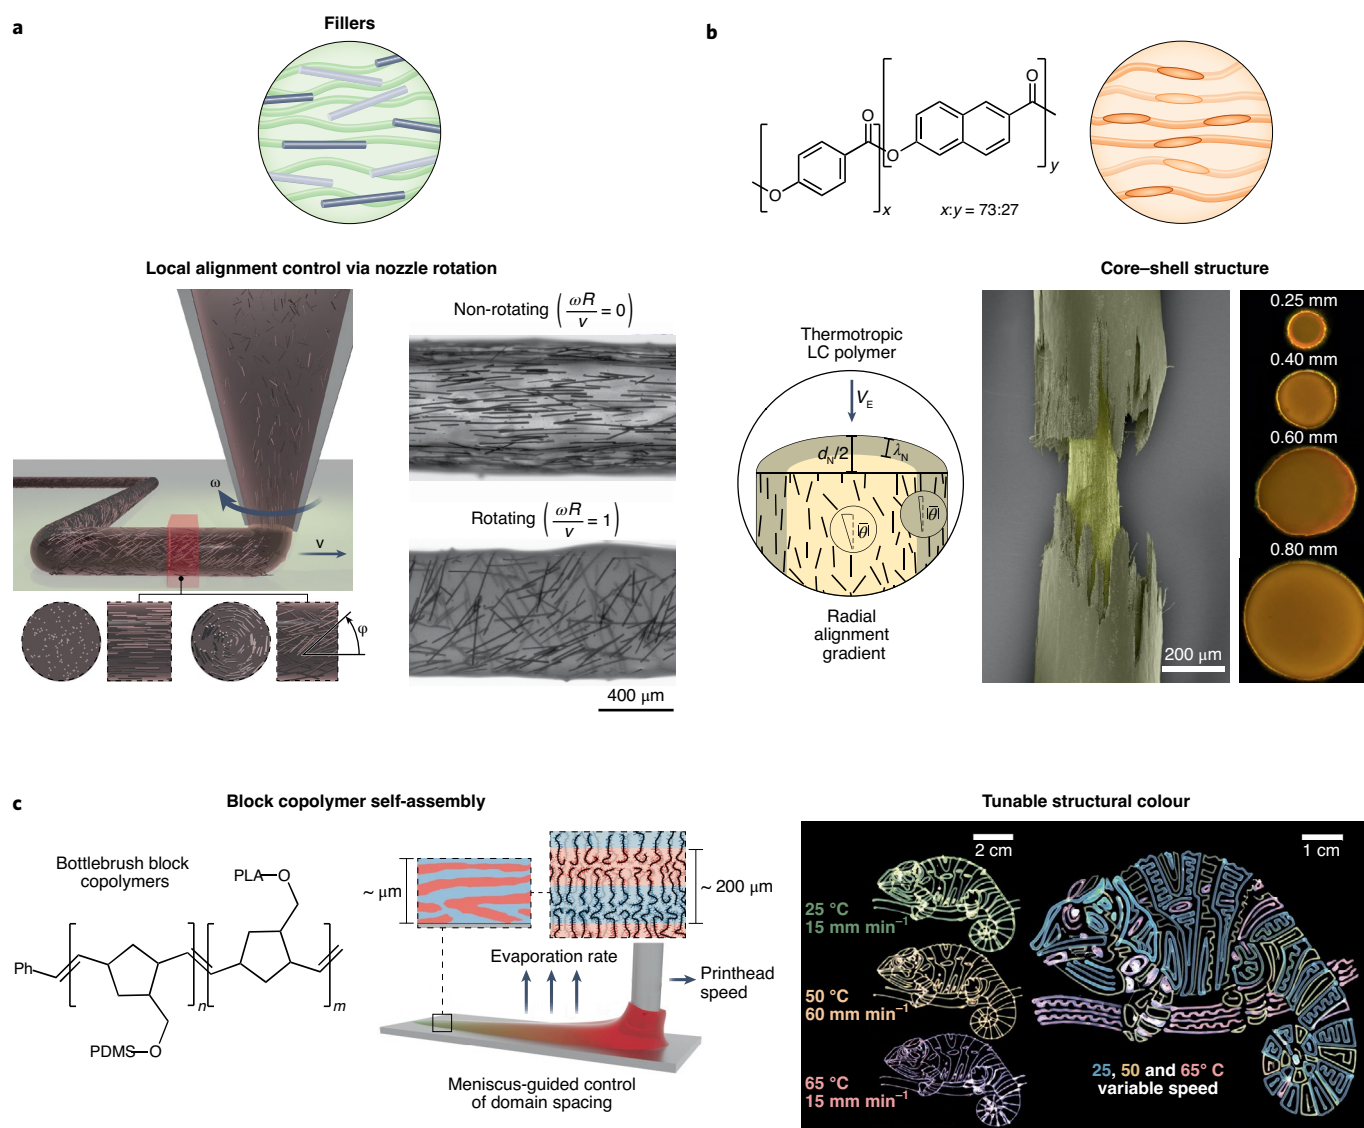 a
Fillers
Local alignment control via nozzle rotation
ω
v
φ
Non-rotating (ωR/v = 0)
Rotating (ωR/v = 1)
400 μm
b
O
O
x
O
O
y
x:y = 73:27
Core–shell structure
Thermotropic
LC polymer
V_E
d_N/2
λ_N
|θ̅|
|θ̅|
Radial
alignment
gradient
200 μm
0.25 mm
0.40 mm
0.60 mm
0.80 mm
c
Block copolymer self-assembly
Bottlebrush block
copolymers
PLA–O
Ph
n
m
PDMS–O
~ μm
~ 200 μm
Evaporation rate
Printhead
speed
Meniscus-guided control
of domain spacing
Tunable structural colour
2 cm
1 cm
25 °C
15 mm min⁻¹
50 °C
60 mm min⁻¹
65 °C
15 mm min⁻¹
25, 50 and 65° C
variable speed